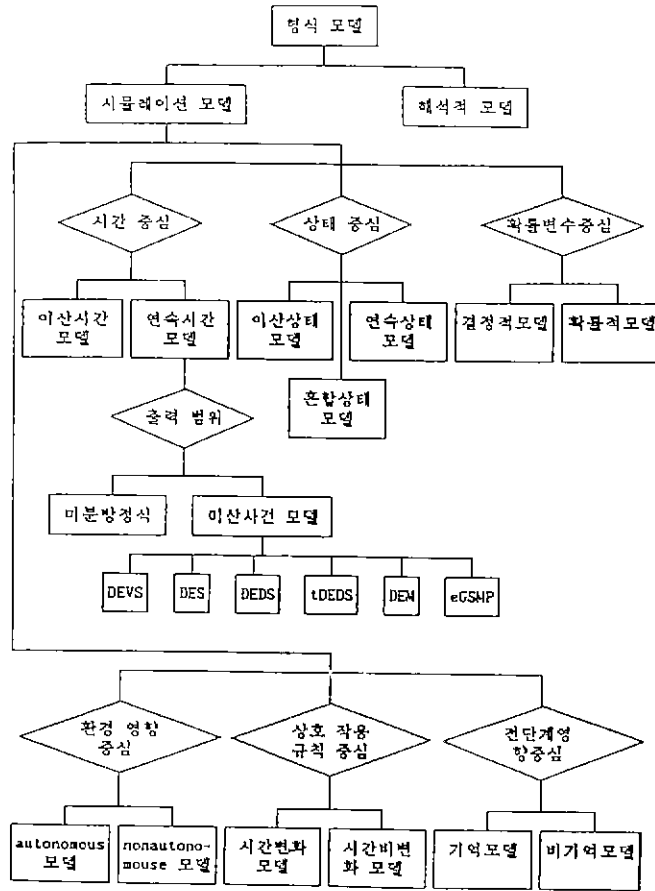 형식 모델
시뮬레이션 모델
해석적 모델
시간 중심
상태 중심
확률변수중심
이산시간
모델
연속시간
모델
이산상태
모델
연속상태
모델
결정적모델
확률적모델
혼합상태
모델
출력 범위
미분방정식
이산사건 모델
DEVS
DES
DEDS
tDEDS
DEM
eGSMP
환경 영향
중심
상호 작용
규칙 중심
전단계영
향중심
autonomous
모델
nonautono-
mouse 모델
시간변화
모델
시간비변
화 모델
기억모델
비기억모델